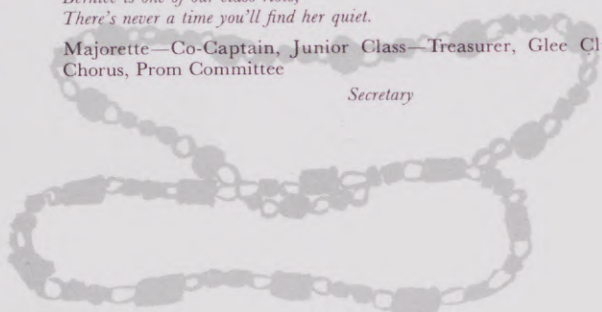 There's never a time you'll find her quiet.
Majorette—Co-Captain, Junior Class—Treasurer, Glee Cl
Chorus, Prom Committee
Secretary